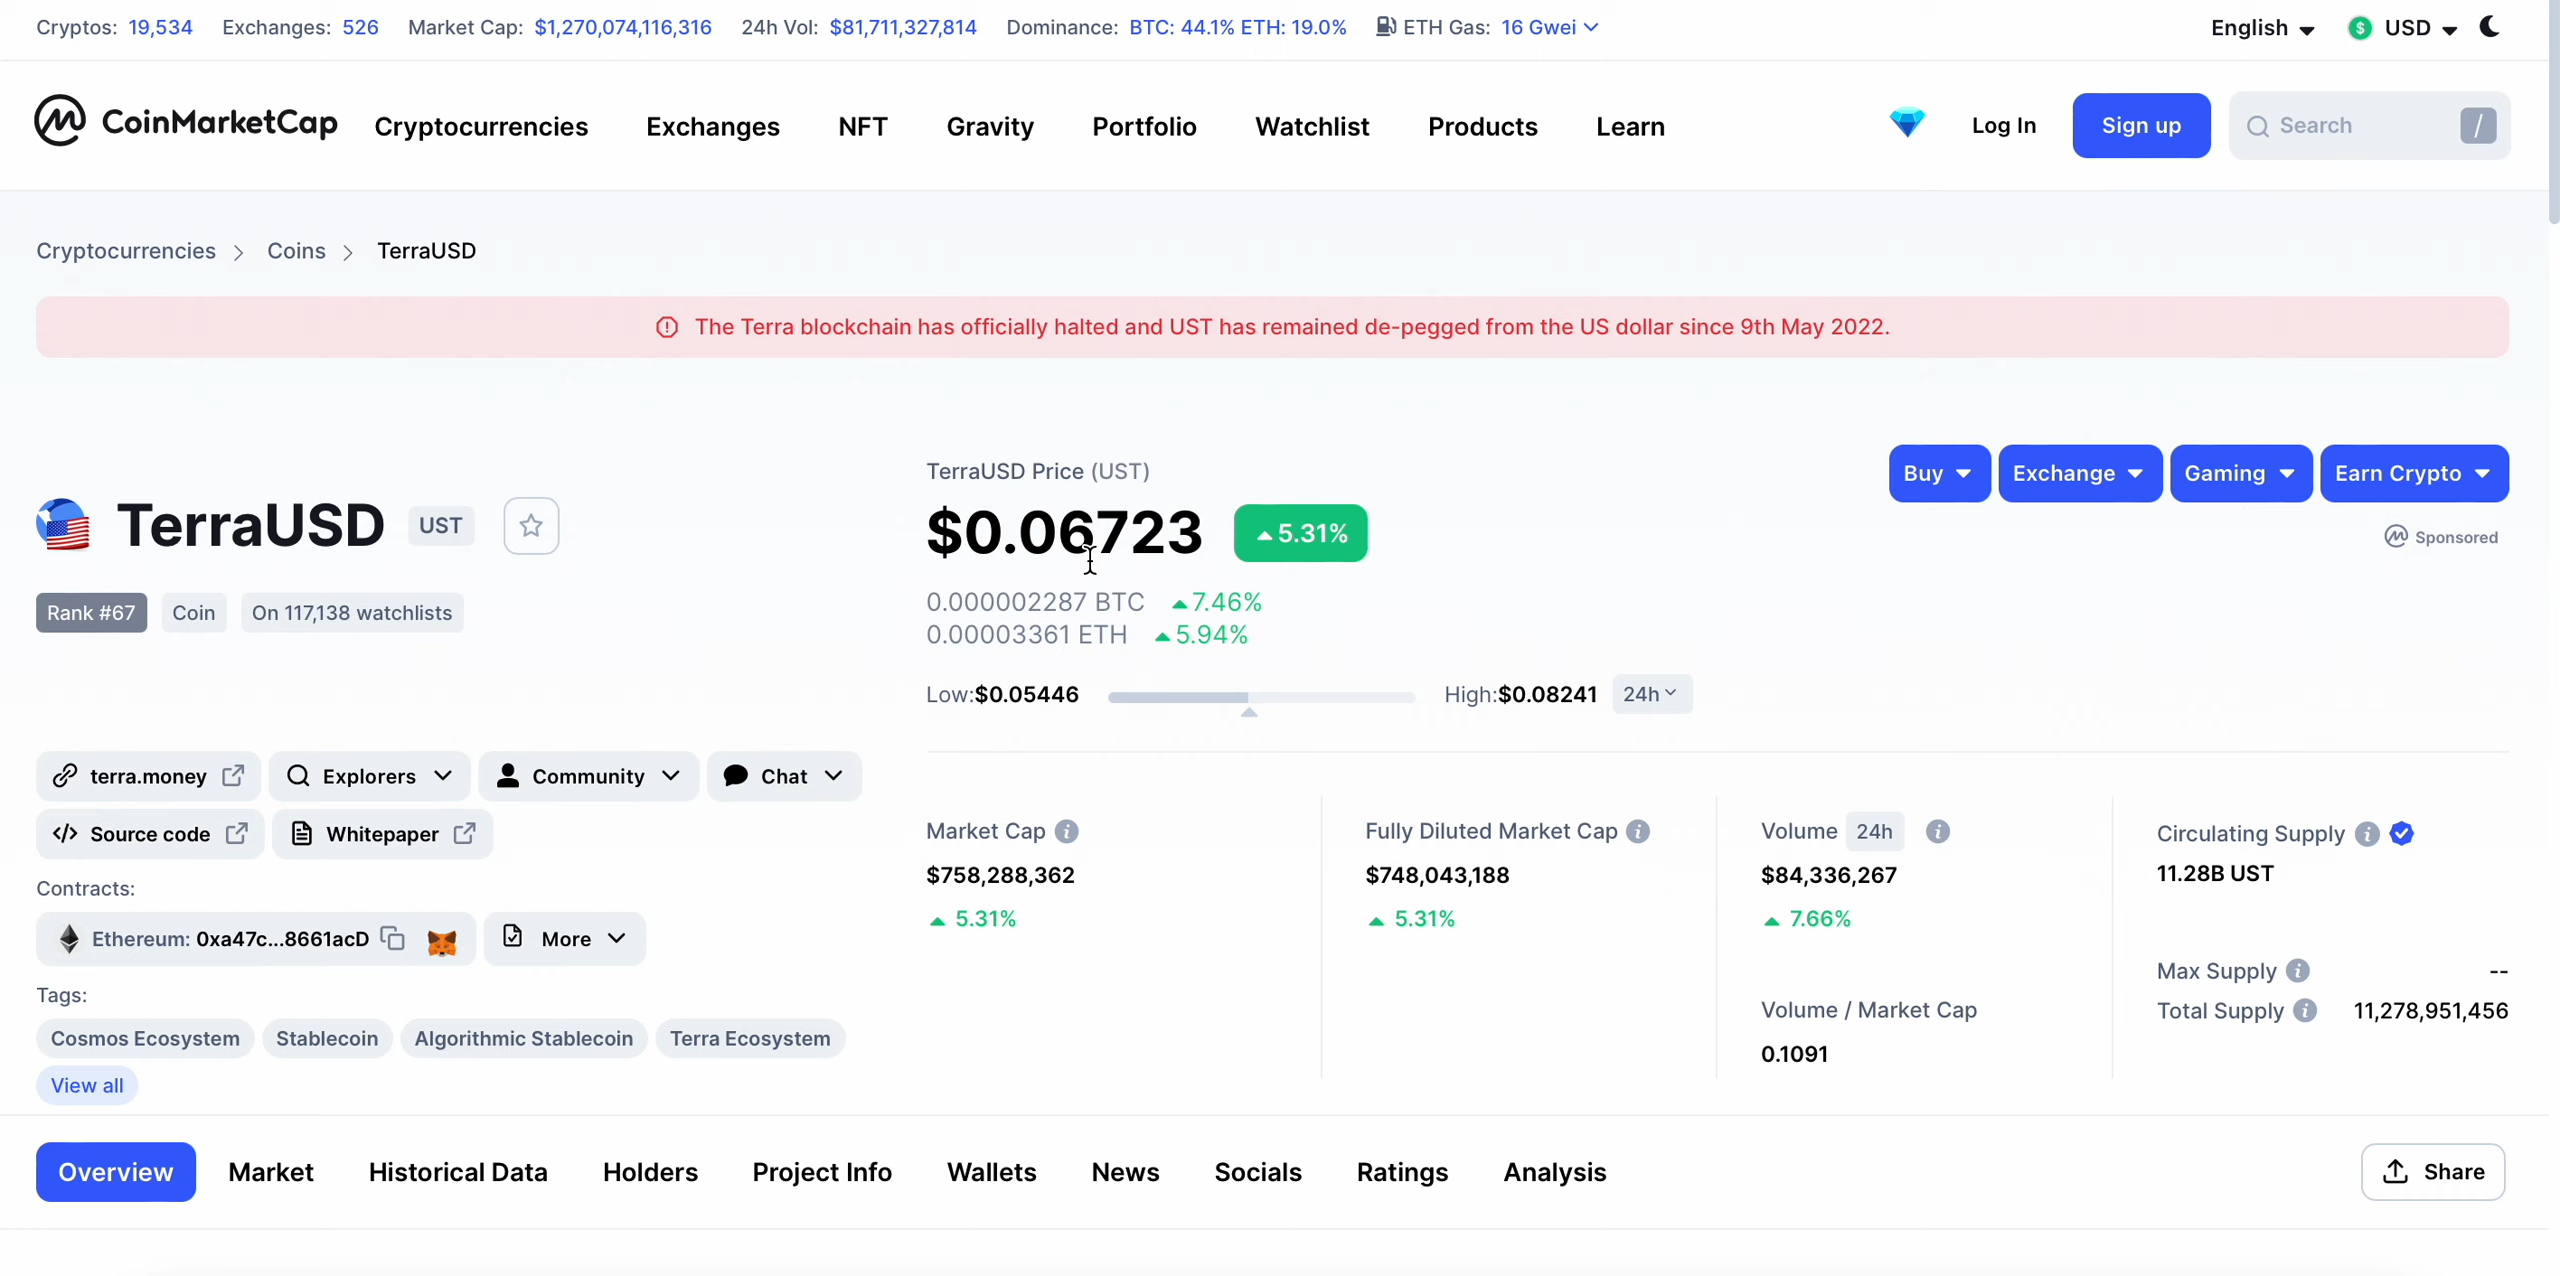 Cryptos: 19,534 Exchanges: 526 Market Cap: $1,270,074,116,316 24h Vol: $81,711,327,814 Dominance: BTC: 44.1% ETH: 19.0% ETH Gas: 16 Gwei English $ USD
CoinMarketCap Cryptocurrencies Exchanges NFT Gravity Portfolio Watchlist Products Learn Log In Sign up Search /
Cryptocurrencies > Coins > TerraUSD
The Terra blockchain has officially halted and UST has remained de-pegged from the US dollar since 9th May 2022.
TerraUSD UST
Rank #67 Coin On 117,138 watchlists
TerraUSD Price (UST)
$0.06723 5.31%
0.000002287 BTC 7.46%
0.00003361 ETH 5.94%
Low:$0.05446 High:$0.08241 24h
Buy Exchange Gaming Earn Crypto
Sponsored
terra.money Explorers Community Chat
</> Source code Whitepaper
Contracts:
Ethereum: 0xa47c...8661acD More
Tags:
Cosmos Ecosystem Stablecoin Algorithmic Stablecoin Terra Ecosystem
View all
Market Cap
$758,288,362
5.31%
Fully Diluted Market Cap
$748,043,188
5.31%
Volume 24h
$84,336,267
7.66%
Volume / Market Cap
0.1091
Circulating Supply
11.28B UST
Max Supply --
Total Supply 11,278,951,456
Overview Market Historical Data Holders Project Info Wallets News Socials Ratings Analysis Share